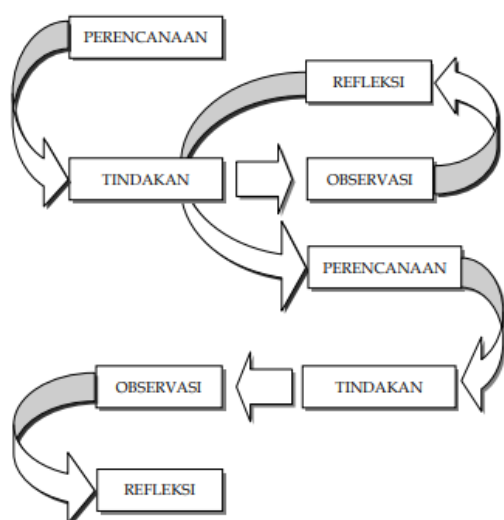 PERENCANAAN
REFLEKSI
TINDAKAN
OBSERVASI
PERENCANAAN
OBSERVASI
TINDAKAN
REFLEKSI